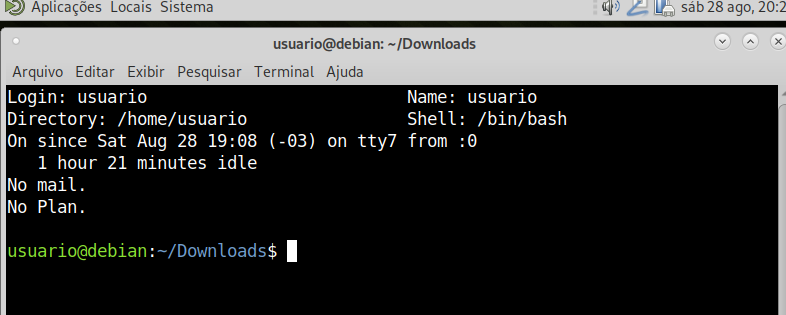 Aplicações Locais Sistema sáb 28 ago, 20:2
usuario@debian: ~/Downloads
Arquivo Editar Exibir Pesquisar Terminal Ajuda
Login: usuario Name: usuario
Directory: /home/usuario Shell: /bin/bash
On since Sat Aug 28 19:08 (-03) on tty7 from :0
1 hour 21 minutes idle
No mail.
No Plan.
usuario@debian:~/Downloads$